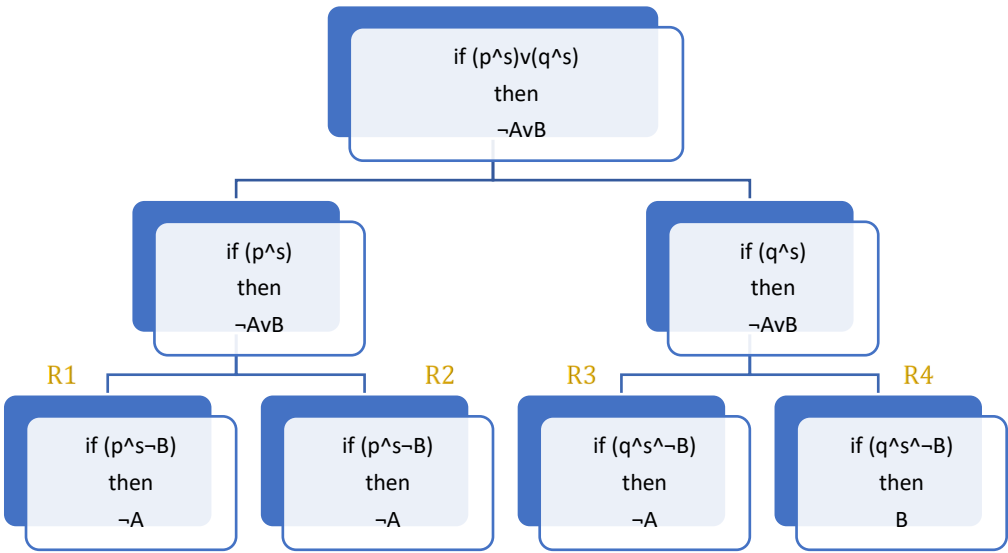 if (p^s)v(q^s)
then
¬AvB
if (p^s)
then
¬AvB
if (q^s)
then
¬AvB
R1
R2
R3
R4
if (p^s¬B)
then
¬A
if (p^s¬B)
then
¬A
if (q^s^¬B)
then
¬A
if (q^s^¬B)
then
B